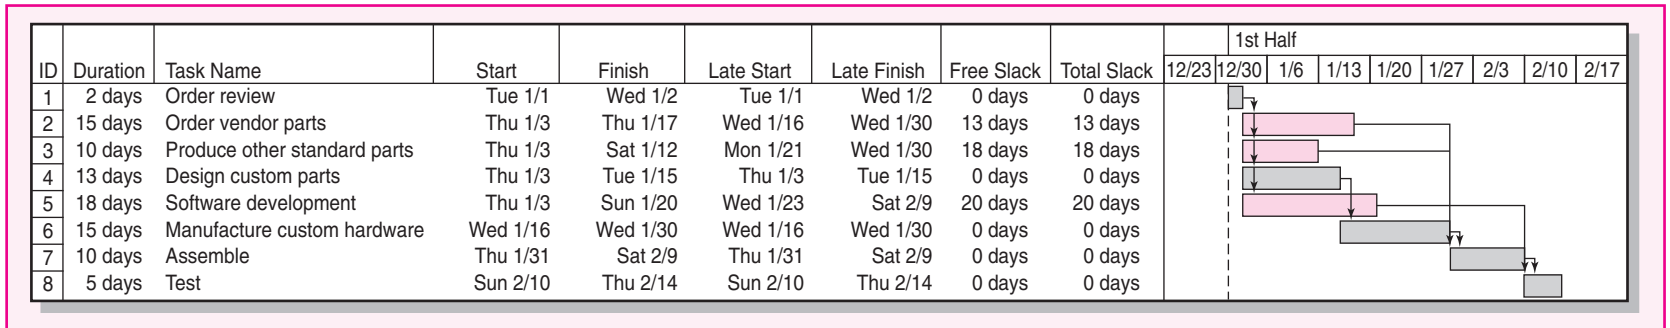 1st Half
ID Duration Task Name Start Finish Late Start Late Finish Free Slack Total Slack 12/23 12/30 1/6 1/13 1/20 1/27 2/3 2/10 2/17
1 2 days Order review Tue 1/1 Wed 1/2 Tue 1/1 Wed 1/2 0 days 0 days
2 15 days Order vendor parts Thu 1/3 Thu 1/17 Wed 1/16 Wed 1/30 13 days 13 days
3 10 days Produce other standard parts Thu 1/3 Sat 1/12 Mon 1/21 Wed 1/30 18 days 18 days
4 13 days Design custom parts Thu 1/3 Tue 1/15 Thu 1/3 Tue 1/15 0 days 0 days
5 18 days Software development Thu 1/3 Sun 1/20 Wed 1/23 Sat 2/9 20 days 20 days
6 15 days Manufacture custom hardware Wed 1/16 Wed 1/30 Wed 1/16 Wed 1/30 0 days 0 days
7 10 days Assemble Thu 1/31 Sat 2/9 Thu 1/31 Sat 2/9 0 days 0 days
8 5 days Test Sun 2/10 Thu 2/14 Sun 2/10 Thu 2/14 0 days 0 days